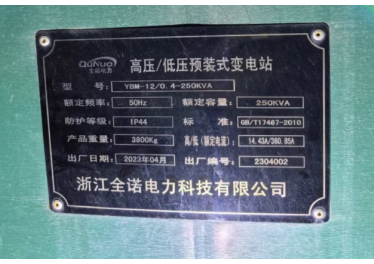 QuNuo
全诺电力
高压/低压预装式变电站
型 号: YBM-12/0.4-250KVA
额定频率: 50Hz 额定容量: 250KVA
防护等级: IP44 标 准: GB/T17467-2010
产品重量: 3800Kg 高/低(额定电流): 14.43A/360.85A
出厂日期: 2023年04月 出厂编号: 2304002
浙江全诺电力科技有限公司